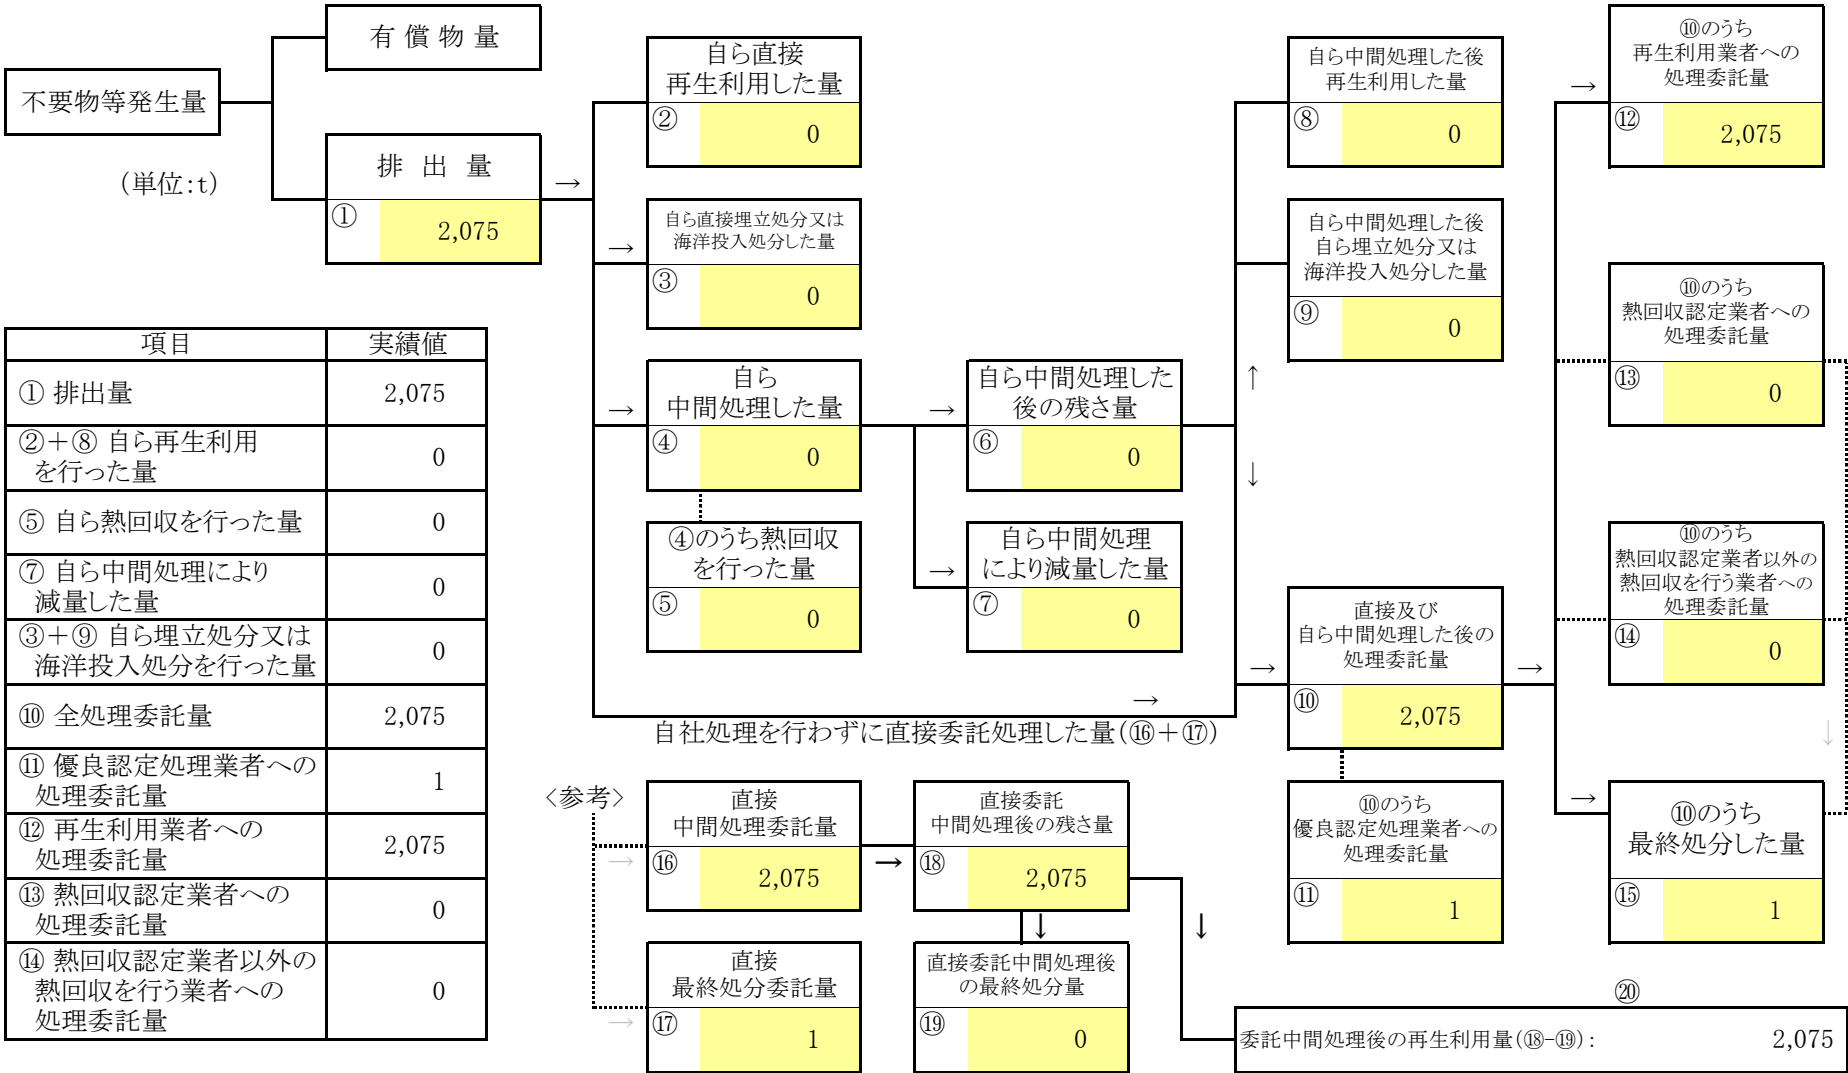 有 償 物 量
不要物等発生量
(単位:t)
排 出 量
→
①
2,075
自ら直接
再生利用した量
②
0
→
自ら直接埋立処分又は
海洋投入処分した量
③
0
→
自ら
中間処理した量
④
0
④のうち熱回収
を行った量
⑤
0
→
自ら中間処理した
後の残さ量
⑥
0
→
自ら中間処理
により減量した量
⑦
0
↑
↓
自ら中間処理した後
再生利用した量
⑧
0
自ら中間処理した後
自ら埋立処分又は
海洋投入処分した量
⑨
0
→
自社処理を行わずに直接委託処理した量(⑯+⑰)
→
直接及び
自ら中間処理した後の
処理委託量
⑩
2,075
→
⑩のうち
優良認定処理業者への
処理委託量
⑪
1
→
⑩のうち
再生利用業者への
処理委託量
⑫
2,075
⑩のうち
熱回収認定業者への
処理委託量
⑬
0
⑩のうち
熱回収認定業者以外の
熱回収を行う業者への
処理委託量
⑭
0
↓
→
⑩のうち
最終処分した量
⑮
1
項目 実績値
① 排出量 2,075
②+⑧ 自ら再生利用
を行った量 0
⑤ 自ら熱回収を行った量 0
⑦ 自ら中間処理により
減量した量 0
③+⑨ 自ら埋立処分又は
海洋投入処分を行った量 0
⑩ 全処理委託量 2,075
⑪ 優良認定処理業者への
処理委託量 1
⑫ 再生利用業者への
処理委託量 2,075
⑬ 熱回収認定業者への
処理委託量 0
⑭ 熱回収認定業者以外の
熱回収を行う業者への
処理委託量 0
<参考>
→
直接
中間処理委託量
⑯
2,075
→
直接委託
中間処理後の残さ量
⑱
2,075
↓
↓
→
直接
最終処分委託量
⑰
1
直接委託中間処理後
の最終処分量
⑲
0
⑳
委託中間処理後の再生利用量(⑱-⑲): 2,075